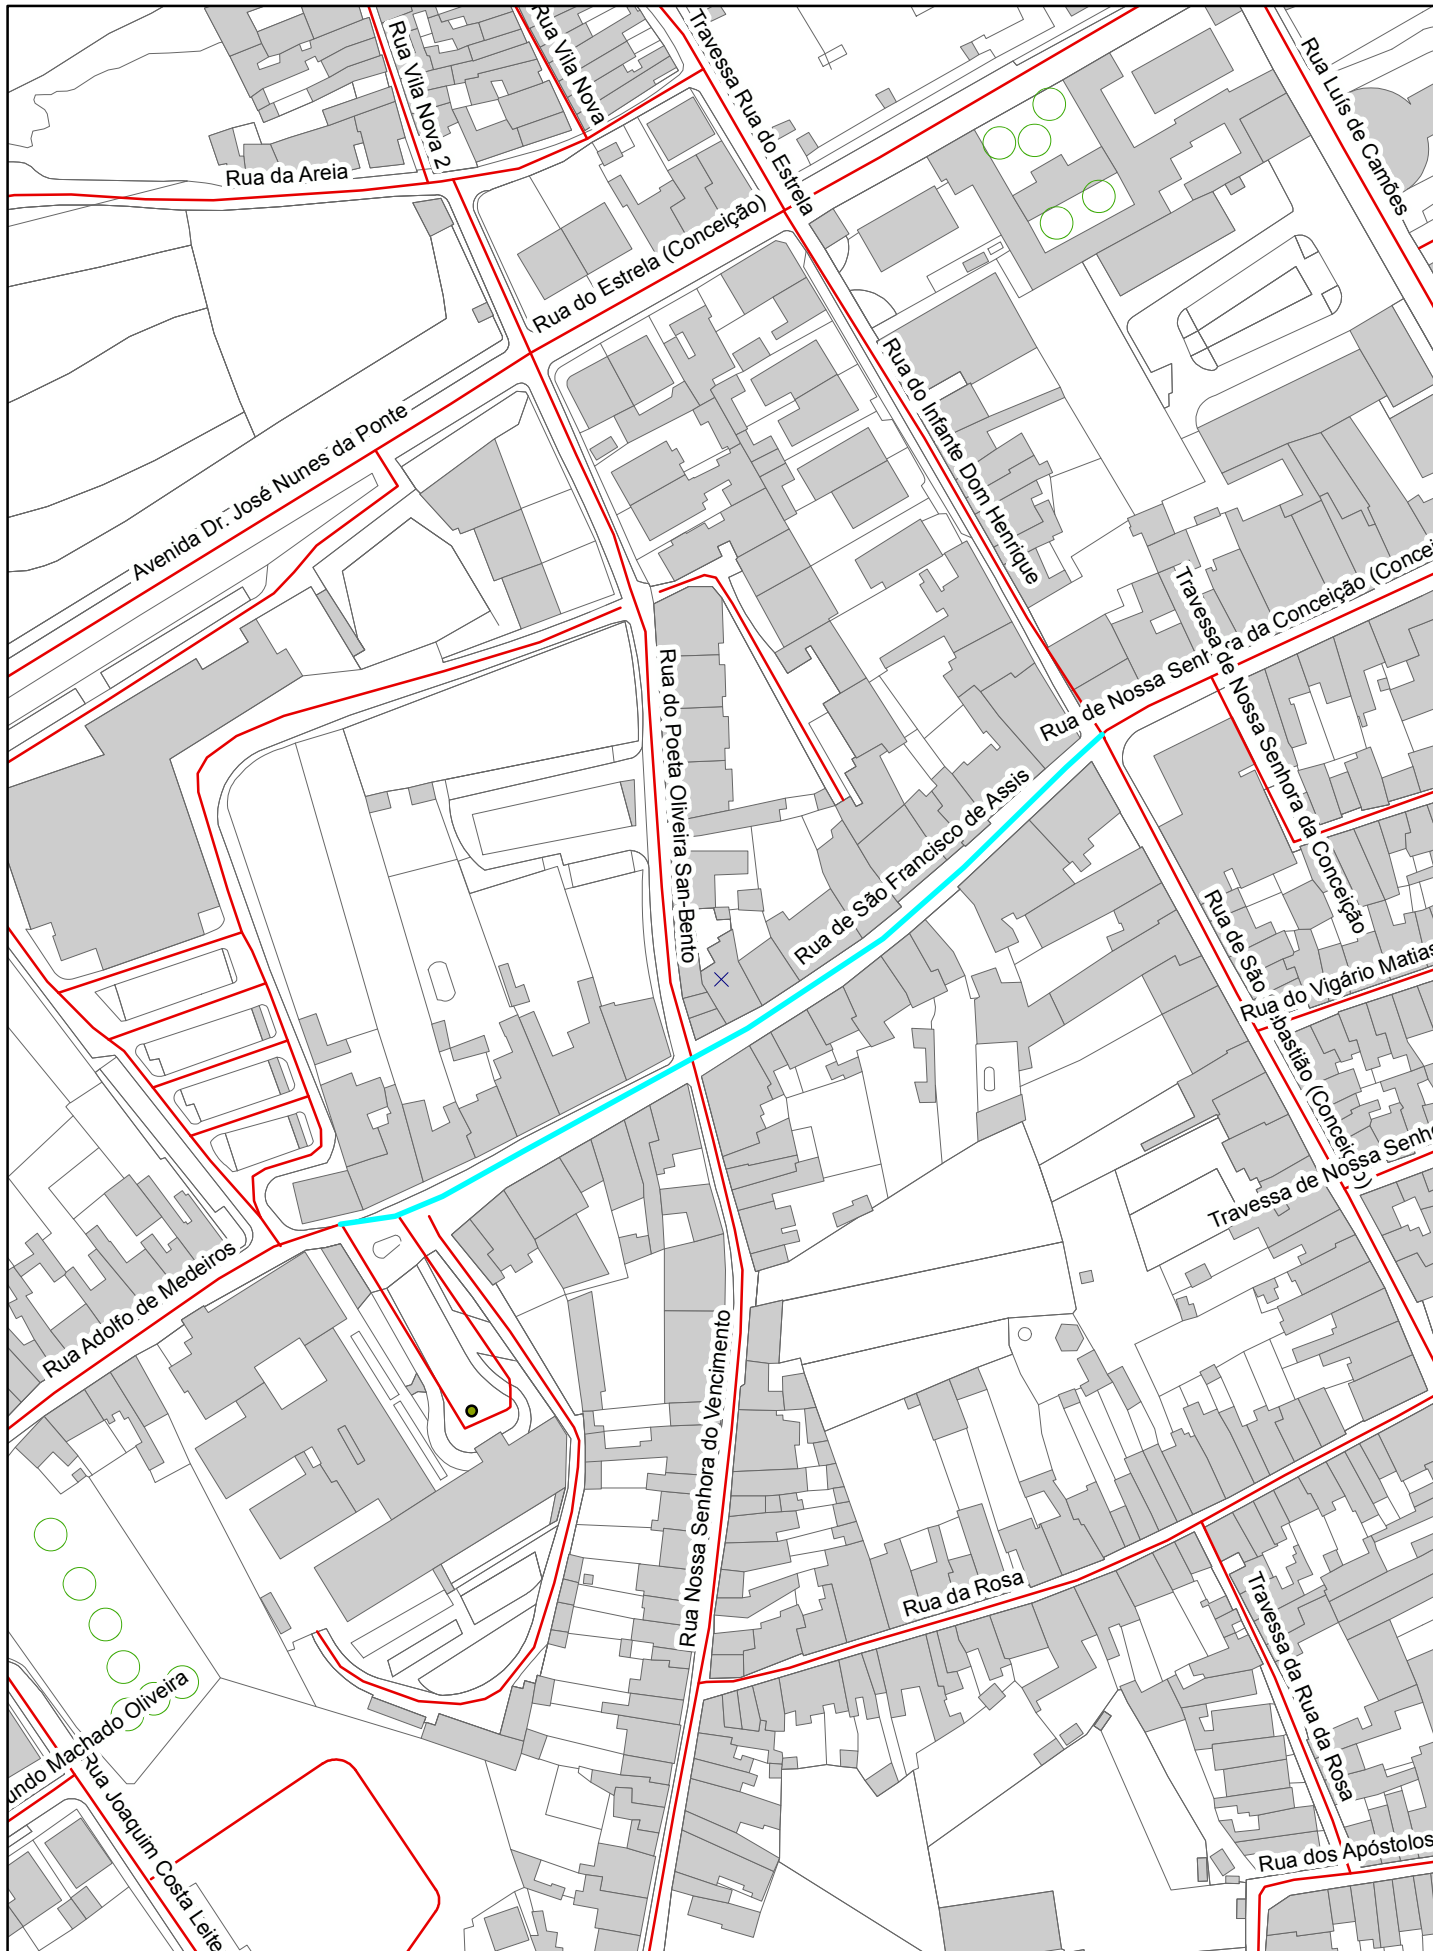 Rua Vila Nova 2
Rua Vila Nova
Travessa Rua do Estrela
Rua Luís de Camões
Rua da Areia
Rua do Estrela (Conceição)
Avenida Dr. José Nunes da Ponte
Rua do Infante Dom Henrique
Rua de Nossa Senhora da Conceição (Concei
Travessa de Nossa Senhora da Conceição
Rua do Poeta Oliveira San-Bento
Rua de São Francisco de Assis
Rua de São Sebastião (Conceição)
Rua do Vigário Matias
Travessa de Nossa Senho
Rua Adolfo de Medeiros
Rua Nossa Senhora do Vencimento
Rua da Rosa
Travessa da Rua da Rosa
undo Machado Oliveira
Rua Joaquim Costa Leite
Rua dos Apóstolos